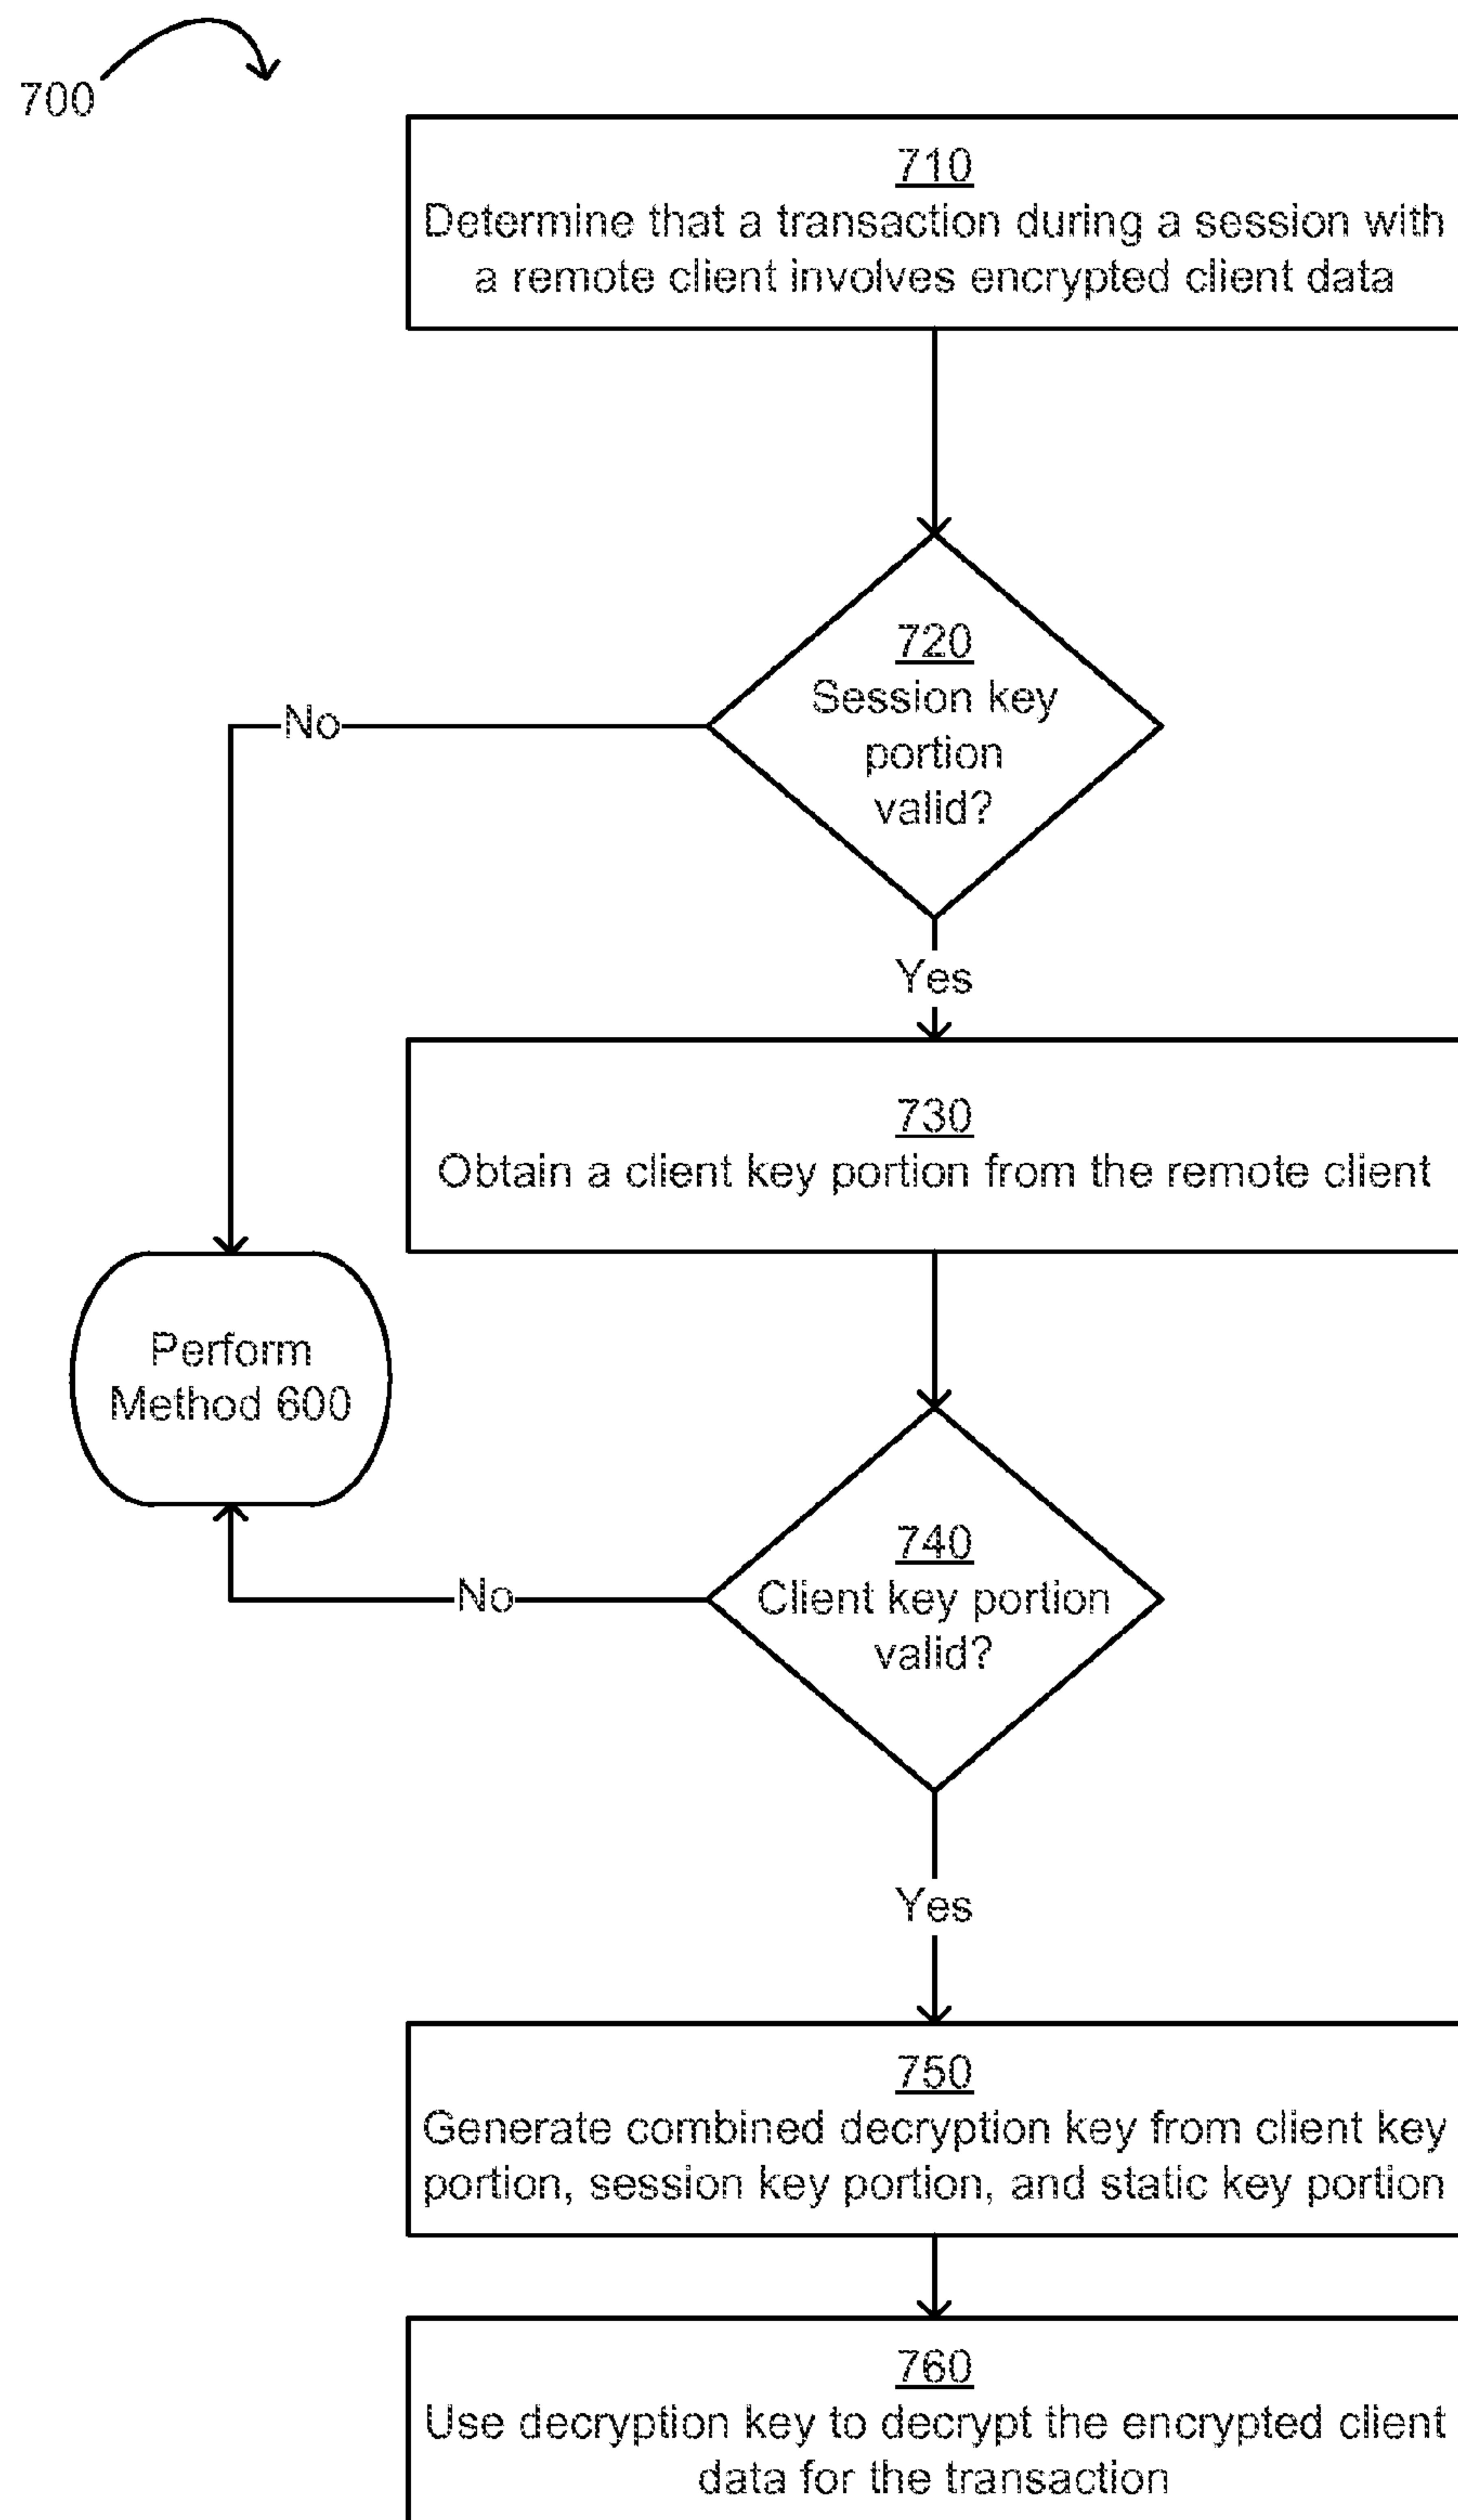 700
710
Determine that a transaction during a session with
a remote client involves encrypted client data
720
Session key
portion
valid?
No
Yes
730
Obtain a client key portion from the remote client
Perform
Method 600
740
Client key portion
valid?
No
Yes
750
Generate combined decryption key from client key
portion, session key portion, and static key portion
760
Use decryption key to decrypt the encrypted client
data for the transaction